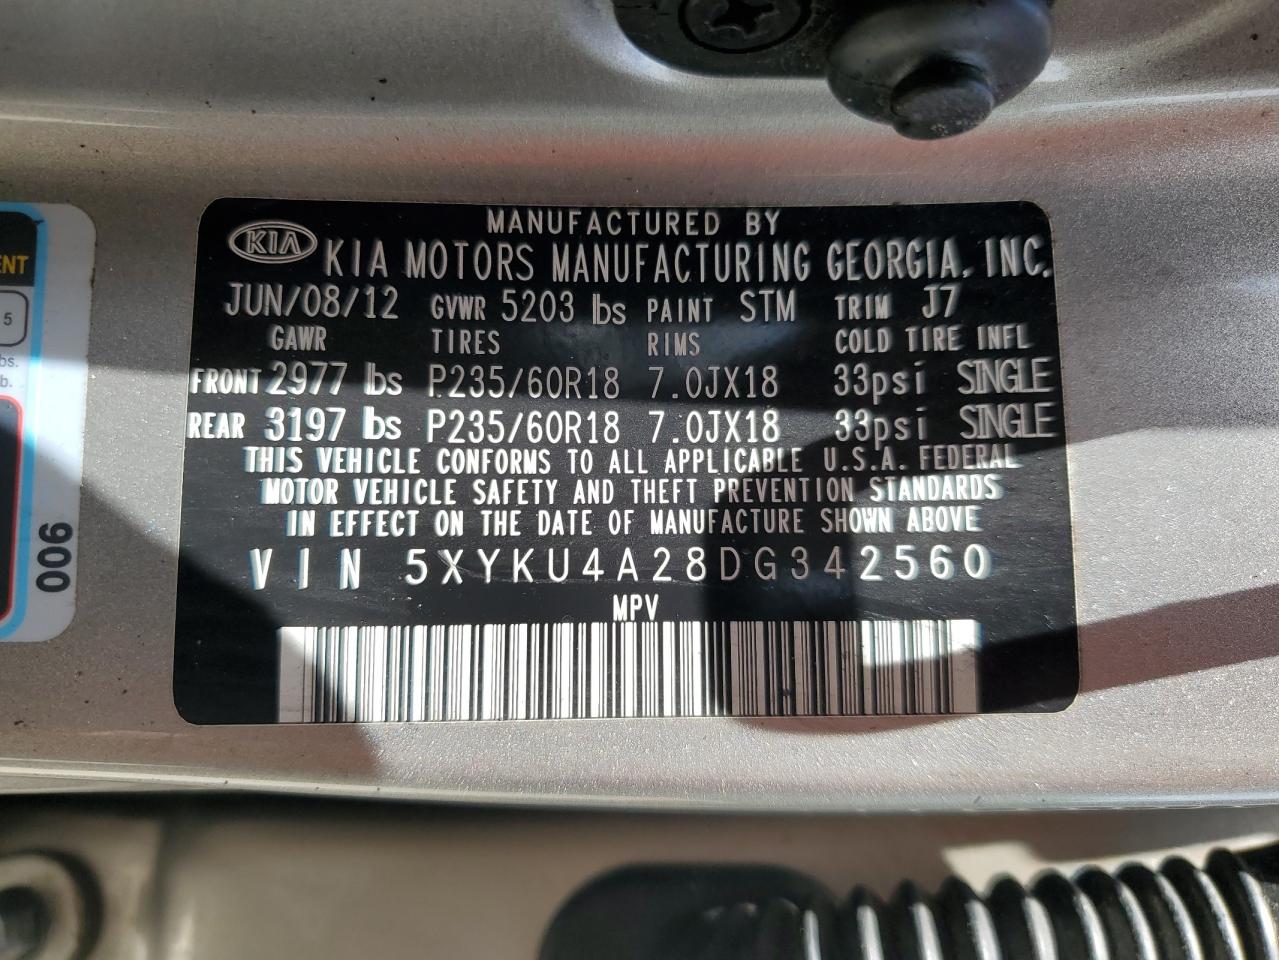 MANUFACTURED BY
KIA KIA MOTORS MANUFACTURING GEORGIA, INC.
JUN/08/12 GVWR 5203 lbs PAINT STM TRIM J7
GAWR TIRES RIMS COLD TIRE INFL
FRONT 2977 lbs P235/60R18 7.0JX18 33psi SINGLE
REAR 3197 lbs P235/60R18 7.0JX18 33psi SINGLE
THIS VEHICLE CONFORMS TO ALL APPLICABLE U.S.A. FEDERAL
MOTOR VEHICLE SAFETY AND THEFT PREVENTION STANDARDS
IN EFFECT ON THE DATE OF MANUFACTURE SHOWN ABOVE
VIN 5XYKU4A28DG342560
MPV
5
006